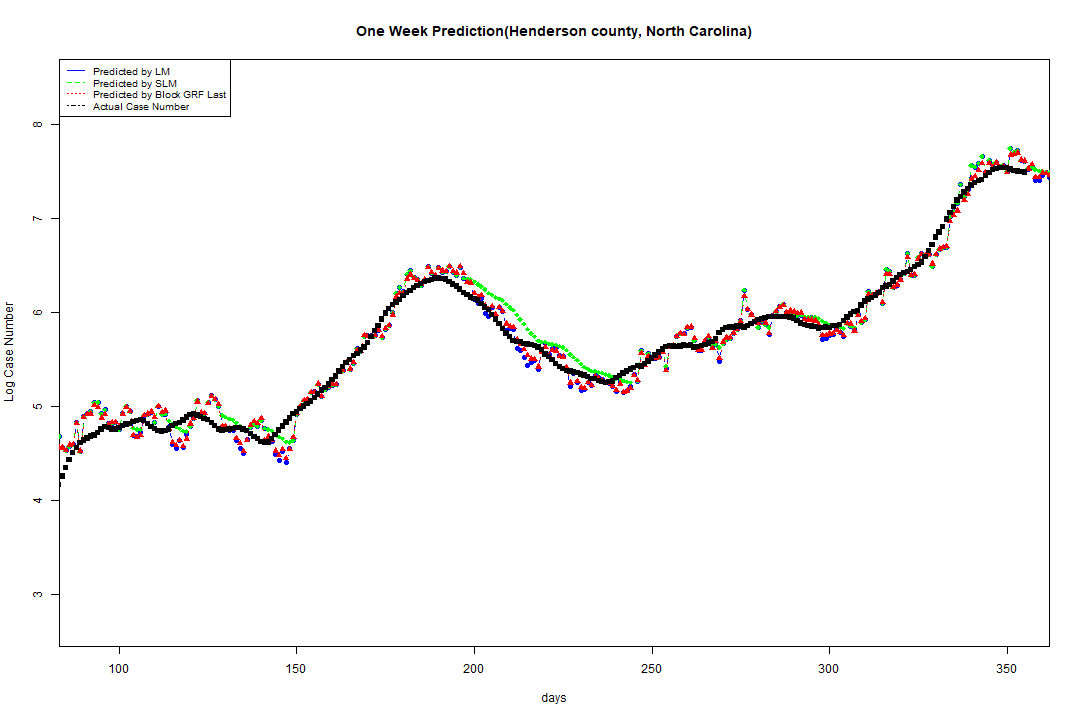 One Week Prediction(Henderson county, North Carolina)
Predicted by LM
Predicted by SLM
Predicted by Block GRF Last
Actual Case Number
Log Case Number
8
7
6
5
4
3
100 150 200 250 300 350
days